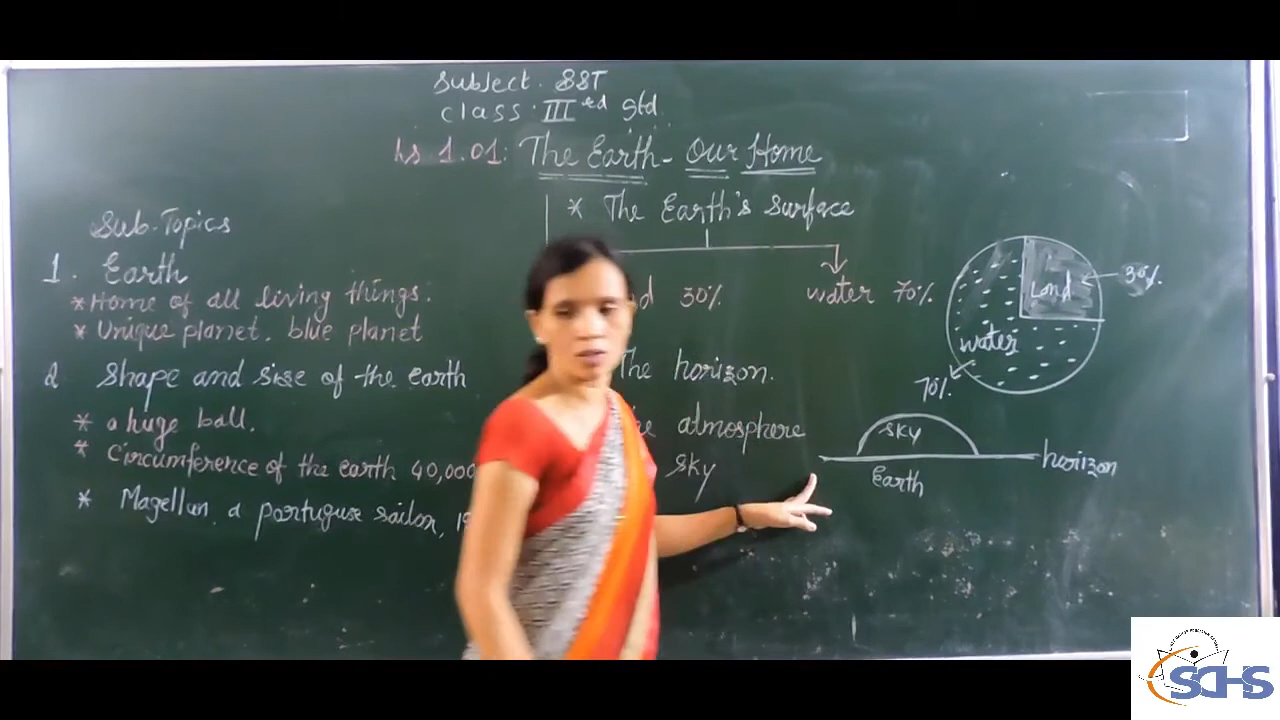 Subject. SST
class. IIIrd Std.
Ls 1.01: The Earth - Our Home
* The Earth's Surface
Sub-Topics
1. Earth
* Home of all living things.
* Unique planet, blue planet
2 Shape and size of the earth
* a huge ball.
* Circumference of the earth 40,000
* Magellan, a portuguse sailor,
30%
water 70%
The horizon.
atmosphere
sky
Land
30%
water
70%
sky
Earth
horizon
SCHS